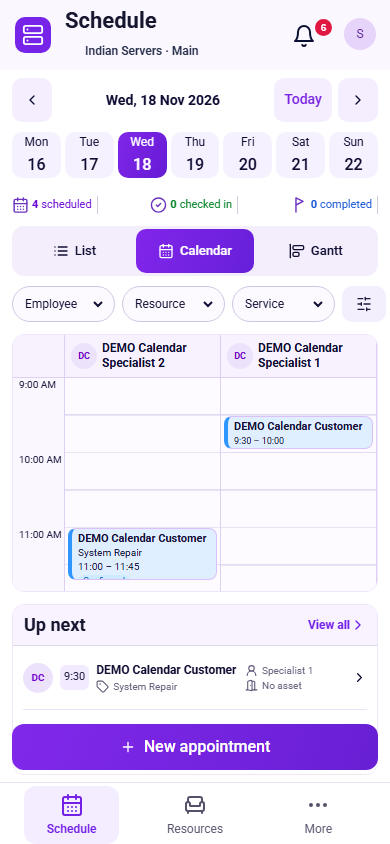 Schedule
Indian Servers · Main
6
S
Wed, 18 Nov 2026
Today
Mon Tue Wed Thu Fri Sat Sun
16 17 18 19 20 21 22
4 scheduled
0 checked in
0 completed
List
Calendar
Gantt
Employee
Resource
Service
DC DEMO Calendar Specialist 2
DC DEMO Calendar Specialist 1
9:00 AM
DEMO Calendar Customer
9:30 – 10:00
10:00 AM
11:00 AM
DEMO Calendar Customer
System Repair
11:00 – 11:45
Up next
View all
DC
9:30
DEMO Calendar Customer
System Repair
Specialist 1
No asset
+ New appointment
Schedule
Resources
More